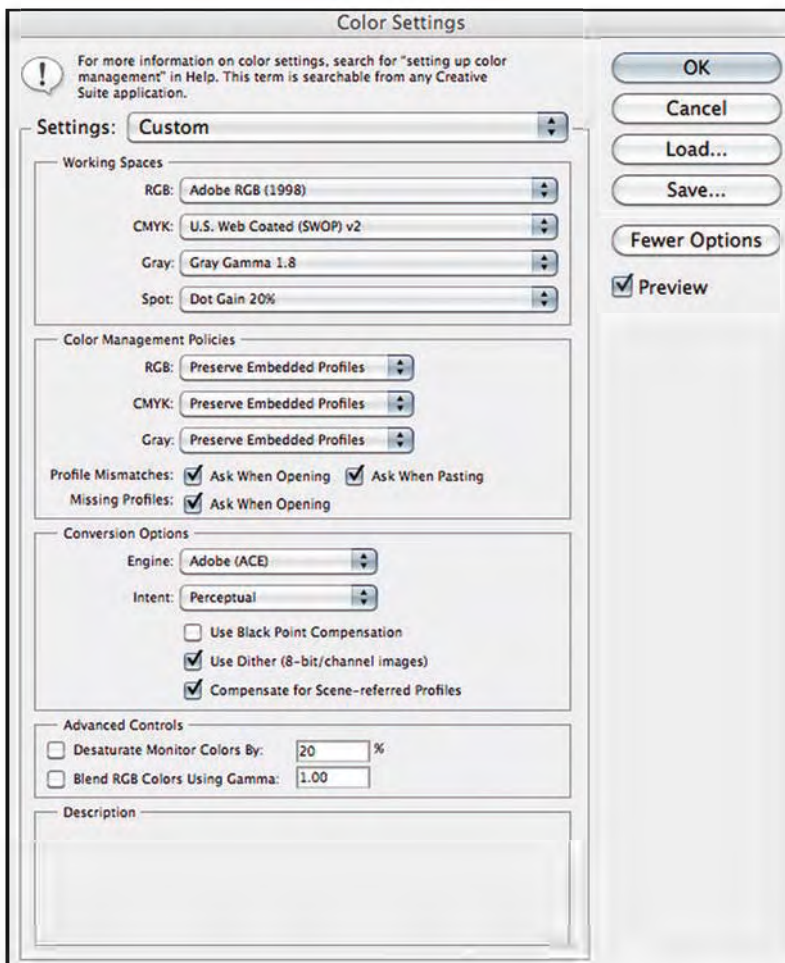 Color Settings
For more information on color settings, search for "setting up color
management" in Help. This term is searchable from any Creative
Suite application.
OK
Cancel
Load...
Save...
Fewer Options
Preview
Settings: Custom
Working Spaces
RGB: Adobe RGB (1998)
CMYK: U.S. Web Coated (SWOP) v2
Gray: Gray Gamma 1.8
Spot: Dot Gain 20%
Color Management Policies
RGB: Preserve Embedded Profiles
CMYK: Preserve Embedded Profiles
Gray: Preserve Embedded Profiles
Profile Mismatches: Ask When Opening Ask When Pasting
Missing Profiles: Ask When Opening
Conversion Options
Engine: Adobe (ACE)
Intent: Perceptual
Use Black Point Compensation
Use Dither (8-bit/channel images)
Compensate for Scene-referred Profiles
Advanced Controls
Desaturate Monitor Colors By: 20 %
Blend RGB Colors Using Gamma: 1.00
Description